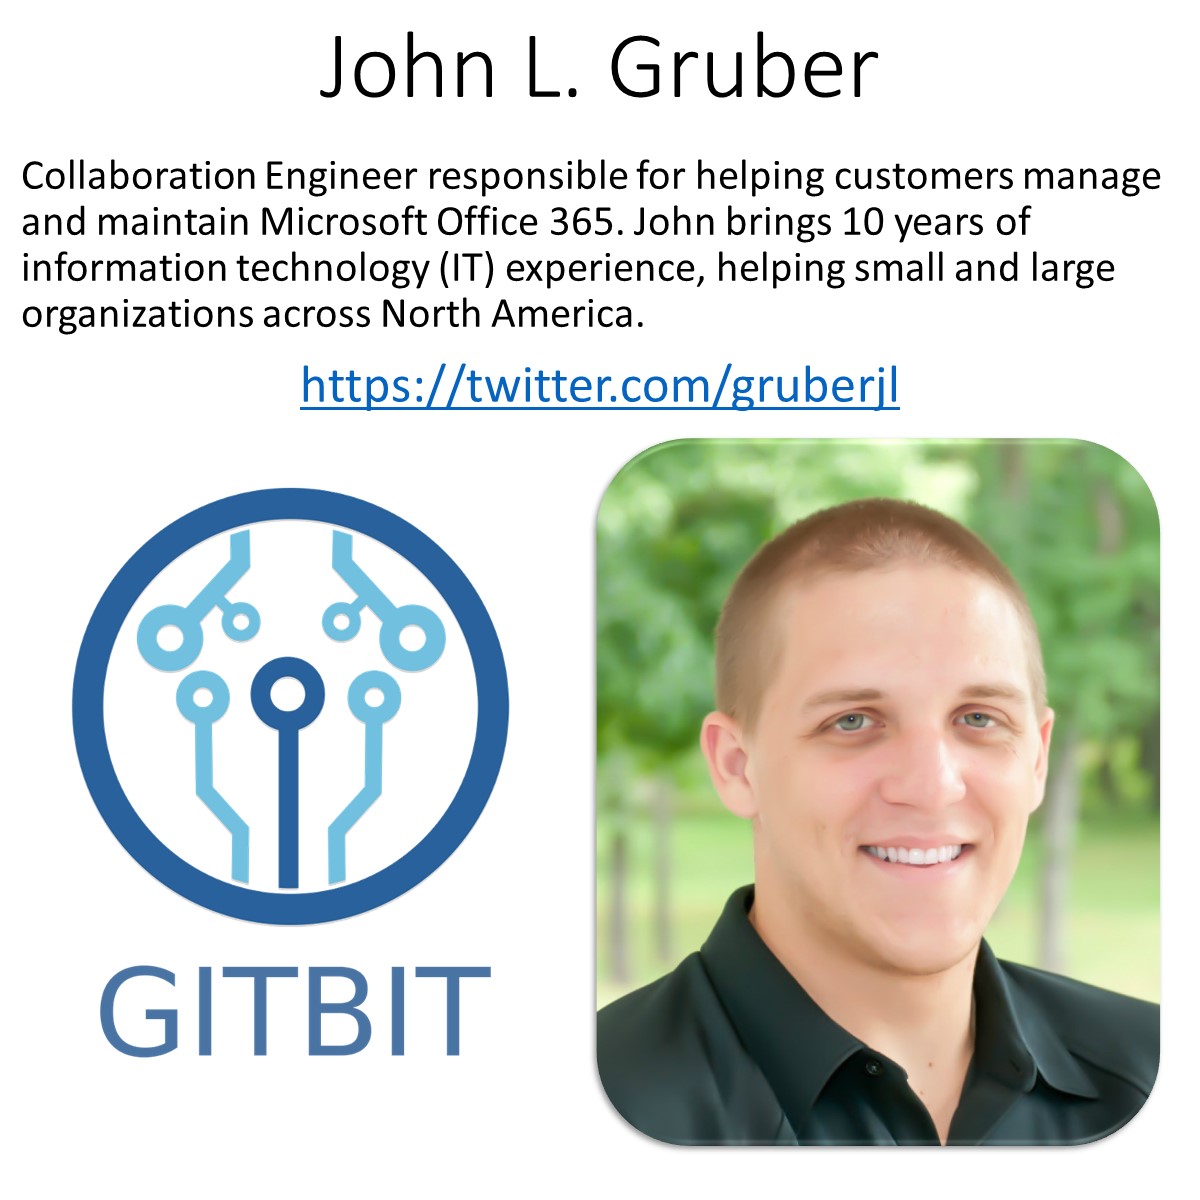 John L. Gruber
Collaboration Engineer responsible for helping customers manage
and maintain Microsoft Office 365. John brings 10 years of
information technology (IT) experience, helping small and large
organizations across North America.
https://twitter.com/gruberjl
GITBIT